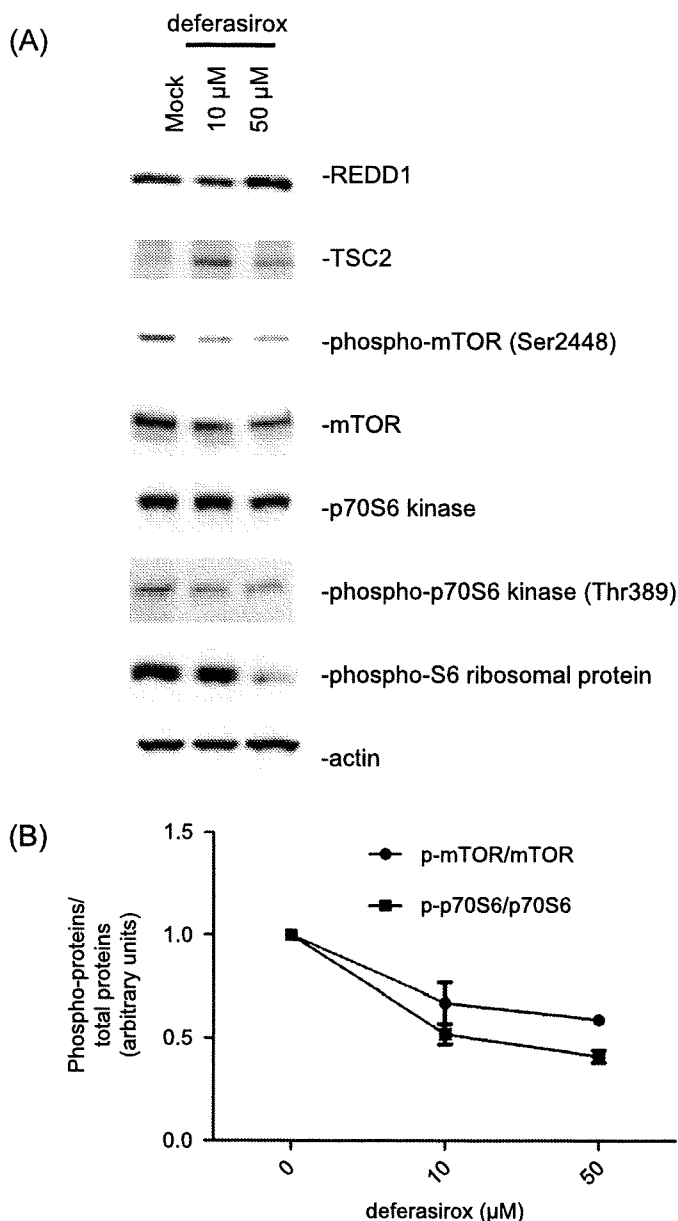 (A)
deferasirox
Mock
10 µM
50 µM
-REDD1
-TSC2
-phospho-mTOR (Ser2448)
-mTOR
-p70S6 kinase
-phospho-p70S6 kinase (Thr389)
-phospho-S6 ribosomal protein
-actin
(B)
Phospho-proteins/
total proteins
(arbitrary units)
1.5
1.0
0.5
0.0
p-mTOR/mTOR
p-p70S6/p70S6
0
10
50
deferasirox (µM)